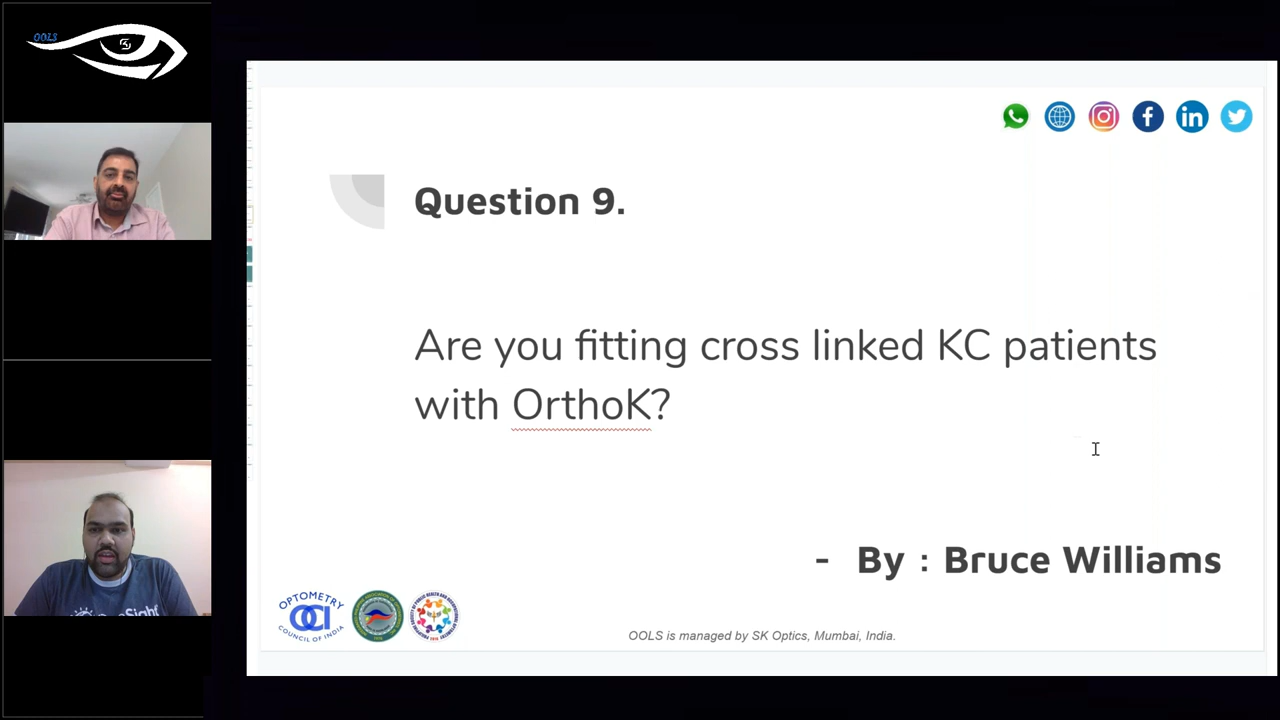 OOLS
Question 9.
Are you fitting cross linked KC patients
with OrthoK?
- By : Bruce Williams
OPTOMETRY
OCI
COUNCIL OF INDIA
OOLS is managed by SK Optics, Mumbai, India.